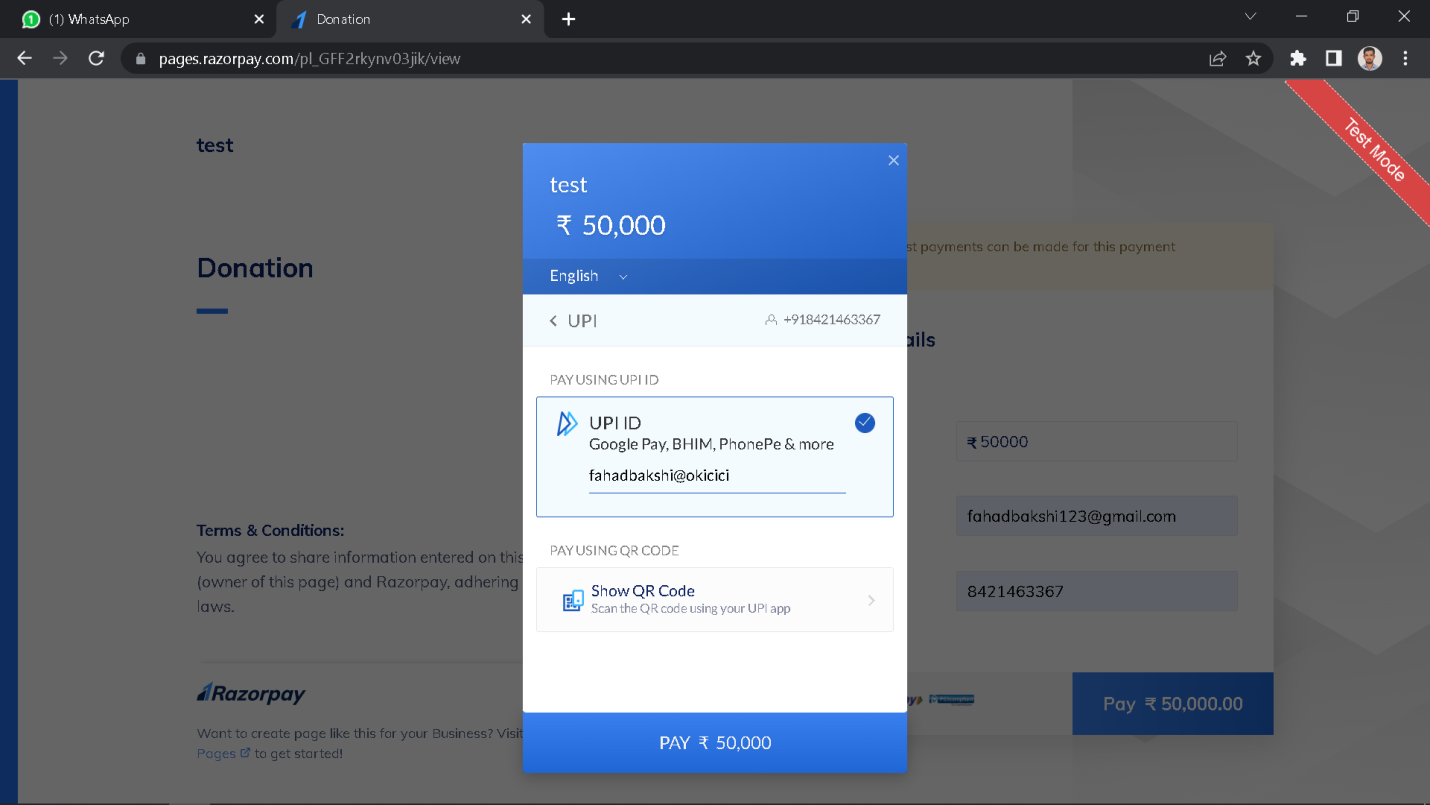 (1) WhatsApp
Donation
pages.razorpay.com/pl_GFF2rkynv03jik/view
Test Mode
test
Donation
Terms & Conditions:
You agree to share information entered on this
(owner of this page) and Razorpay, adhering
laws.
Razorpay
Want to create page like this for your Business? Visit
Pages to get started!
test
₹ 50,000
English
UPI
+918421463367
PAY USING UPI ID
UPI ID
Google Pay, BHIM, PhonePe & more
fahadbakshi@okicici
PAY USING QR CODE
Show QR Code
Scan the QR code using your UPI app
PAY ₹ 50,000
st payments can be made for this payment
ails
₹ 50000
fahadbakshi123@gmail.com
8421463367
Pay ₹ 50,000.00